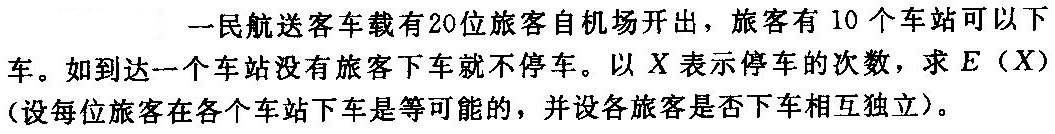 一民航送客车载有20位旅客自机场开出，旅客有 10 个车站可以下
车。如到达一个车站没有旅客下车就不停车。以 X 表示停车的次数，求 E（X）
(设每位旅客在各个车站下车是等可能的，并设各旅客是否下车相互独立)。